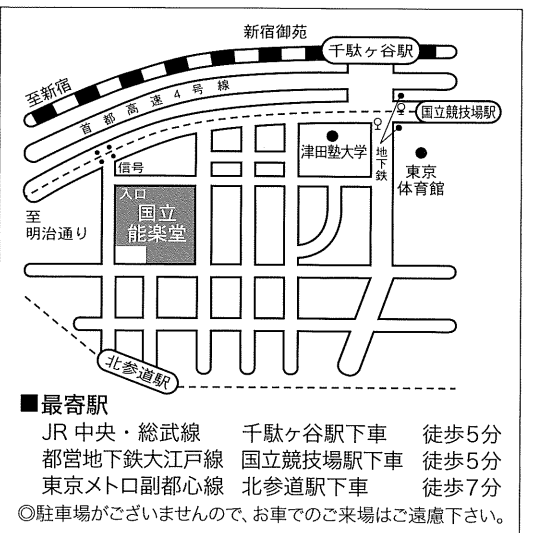 新宿御苑
千駄ヶ谷駅
至新宿
首都高速4号線
国立競技場駅
津田塾大学
地下鉄
東京
体育館
信号
入口
国立
能楽堂
至
明治通り
北参道駅
■最寄駅
JR 中央・総武線 千駄ヶ谷駅下車 徒歩5分
都営地下鉄大江戸線 国立競技場駅下車 徒歩5分
東京メトロ副都心線 北参道駅下車 徒歩7分
◎駐車場がございませんので、お車でのご来場はご遠慮下さい。